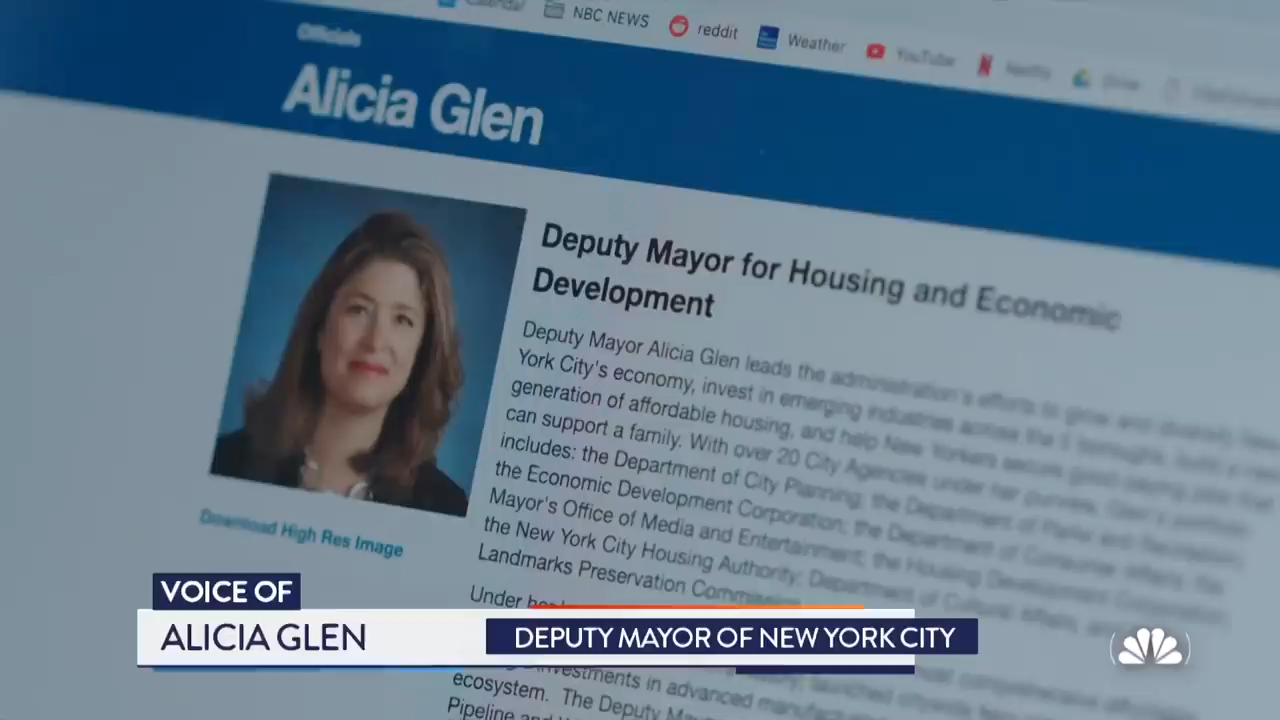 Calendar NBC NEWS reddit Weather YouTube Netflix Drive
Officials
Alicia Glen
Deputy Mayor for Housing and Economic
Development
Deputy Mayor Alicia Glen leads the administration's efforts to grow and diversify New
York City's economy, invest in emerging industries across the 5 boroughs, build a new
generation of affordable housing, and help New Yorkers secure good-paying jobs that
can support a family. With over 20 City Agencies under her purview, Glen's portfolio
includes: the Department of City Planning; the Department of Parks and Recreation;
the Economic Development Corporation; the Department of Consumer Affairs; the
Mayor's Office of Media and Entertainment; the Housing Development Corporation;
the New York City Housing Authority; Department of Cultural Affairs; and
Landmarks Preservation Commission
Download High Res Image
Under
VOICE OF
ALICIA GLEN
DEPUTY MAYOR OF NEW YORK CITY
investments in advanced
ecosystem. The Deputy
Pipeline and